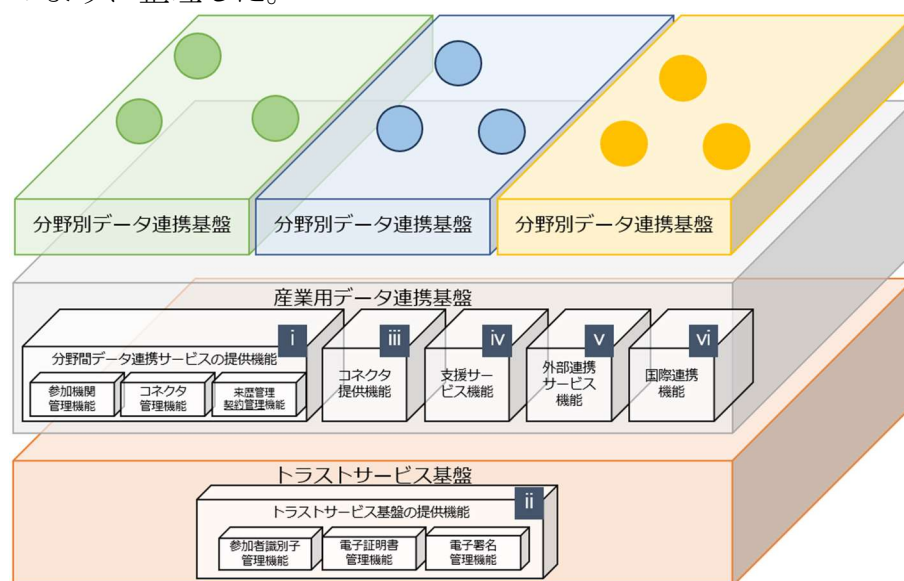 分野別データ連携基盤
分野別データ連携基盤
分野別データ連携基盤
産業用データ連携基盤
i
分野間データ連携サービスの提供機能
参加機関
管理機能
コネクタ
管理機能
来歴管理
契約管理機能
iii
コネクタ
提供機能
iv
支援サー
ビス機能
v
外部連携
サービス
機能
vi
国際連携
機能
トラストサービス基盤
ii
トラストサービス基盤の提供機能
参加者識別子
管理機能
電子証明書
管理機能
電子署名
管理機能